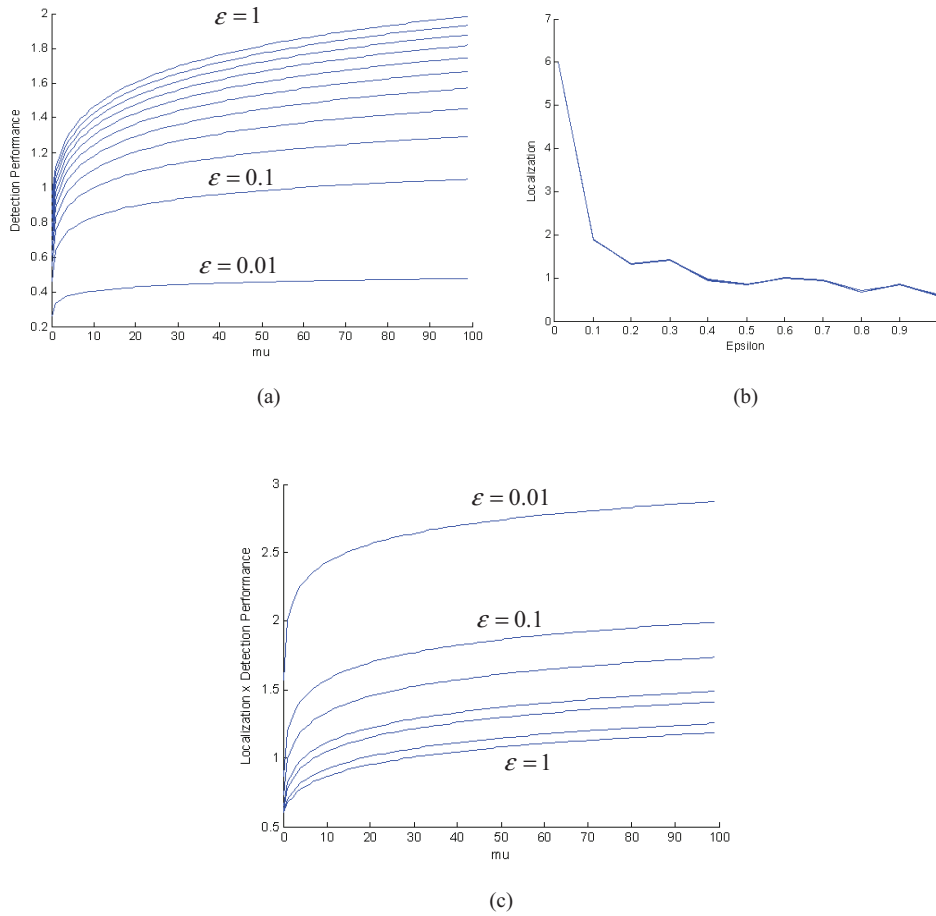 2
1.8
1.6
1.4
1.2
1
0.8
0.6
0.4
0.2
Detection Performance
ε = 1
ε = 0.1
ε = 0.01
0 10 20 30 40 50 60 70 80 90 100
mu
(a)
7
6
5
4
3
2
1
0
Localization
0.1 0.2 0.3 0.4 0.5 0.6 0.7 0.8 0.9
Epsilon
(b)
3
2.5
2
1.5
1
0.5
Localization x Detection Performance
ε = 0.01
ε = 0.1
ε = 1
0 10 20 30 40 50 60 70 80 90 100
mu
(c)